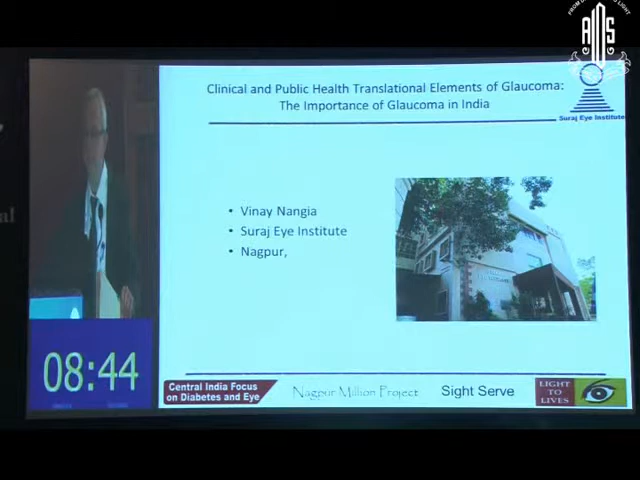 AIIOS
Clinical and Public Health Translational Elements of Glaucoma:
The Importance of Glaucoma in India
Suraj Eye Institute
• Vinay Nangia
• Suraj Eye Institute
• Nagpur,
08:44
Central India Focus
on Diabetes and Eye
Nagpur Million Project
Sight Serve
LIGHT
TO
LIVES